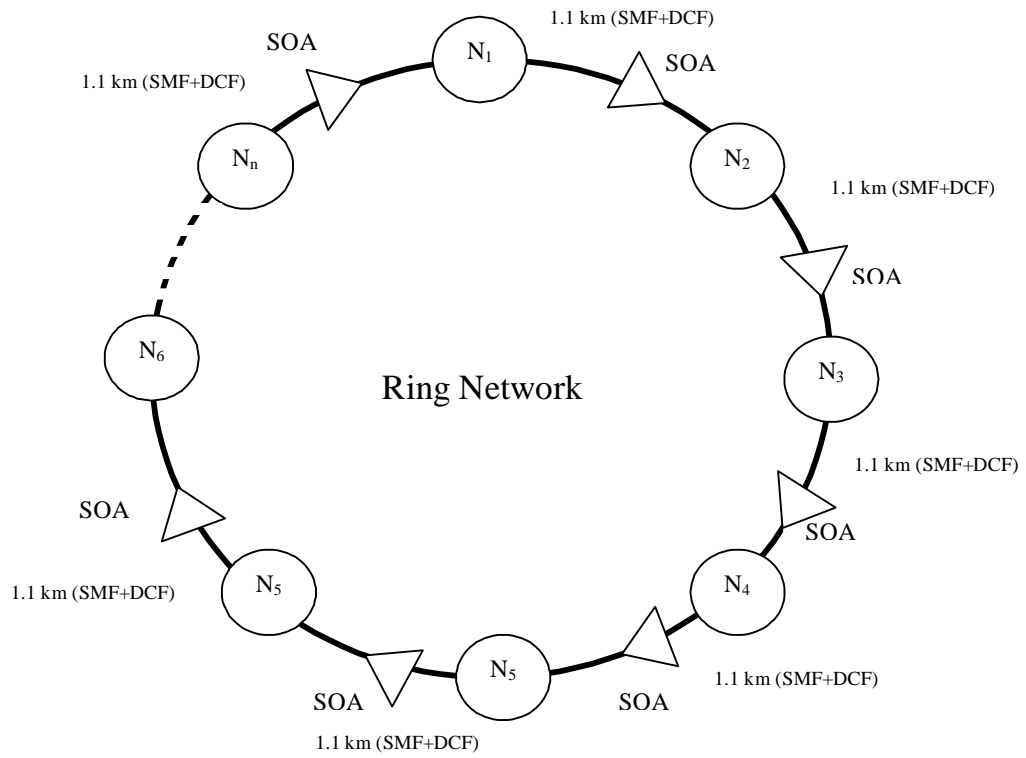 1.1 km (SMF+DCF)
SOA
N1
SOA
1.1 km (SMF+DCF)
Nn
N2
1.1 km (SMF+DCF)
SOA
N6
N3
Ring Network
1.1 km (SMF+DCF)
SOA
SOA
1.1 km (SMF+DCF)
N5
N4
N5
1.1 km (SMF+DCF)
SOA
SOA
1.1 km (SMF+DCF)